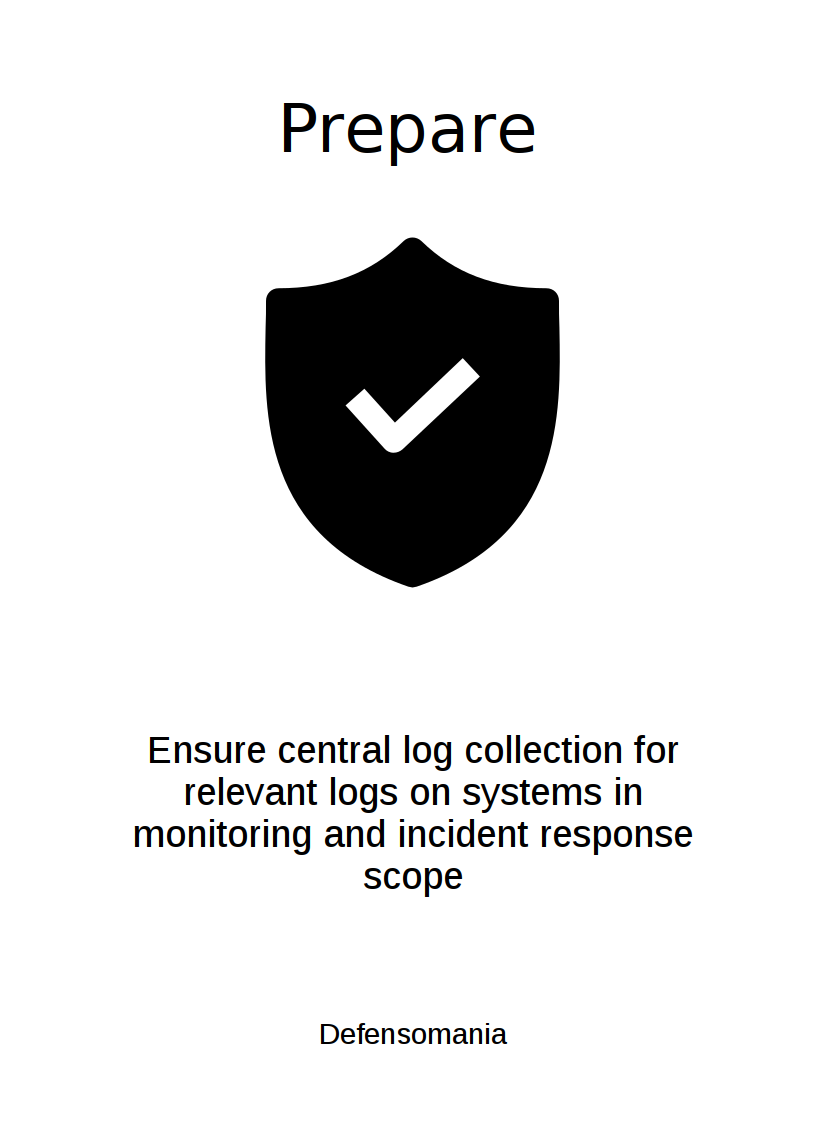 Prepare
Ensure central log collection for
relevant logs on systems in
monitoring and incident response
scope
Defensomania